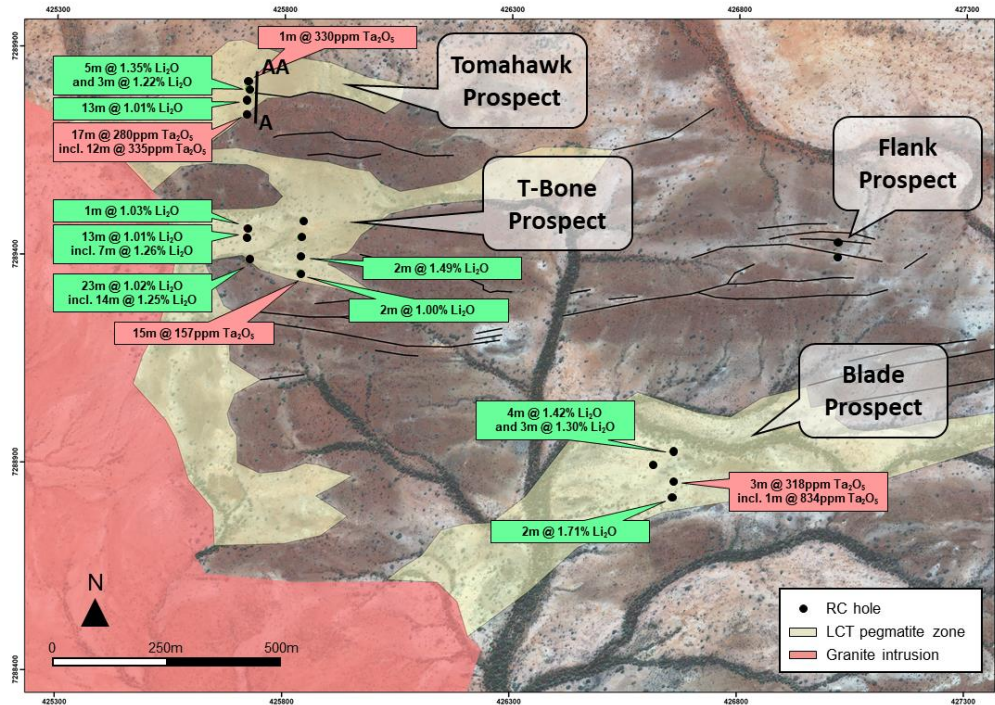 425300
425800
426300
426800
427300
7289900
7289400
7288900
7288400
1m @ 330ppm Ta₂O₅
5m @ 1.35% Li₂O
and 3m @ 1.22% Li₂O
AA
13m @ 1.01% Li₂O
A
17m @ 280ppm Ta₂O₅
incl. 12m @ 335ppm Ta₂O₅
Tomahawk
Prospect
Flank
Prospect
T-Bone
Prospect
1m @ 1.03% Li₂O
13m @ 1.01% Li₂O
incl. 7m @ 1.26% Li₂O
2m @ 1.49% Li₂O
23m @ 1.02% Li₂O
incl. 14m @ 1.25% Li₂O
2m @ 1.00% Li₂O
15m @ 157ppm Ta₂O₅
Blade
Prospect
4m @ 1.42% Li₂O
and 3m @ 1.30% Li₂O
3m @ 318ppm Ta₂O₅
incl. 1m @ 834ppm Ta₂O₅
2m @ 1.71% Li₂O
N
0 250m 500m
RC hole
LCT pegmatite zone
Granite intrusion
425300
425800
426300
426800
427300